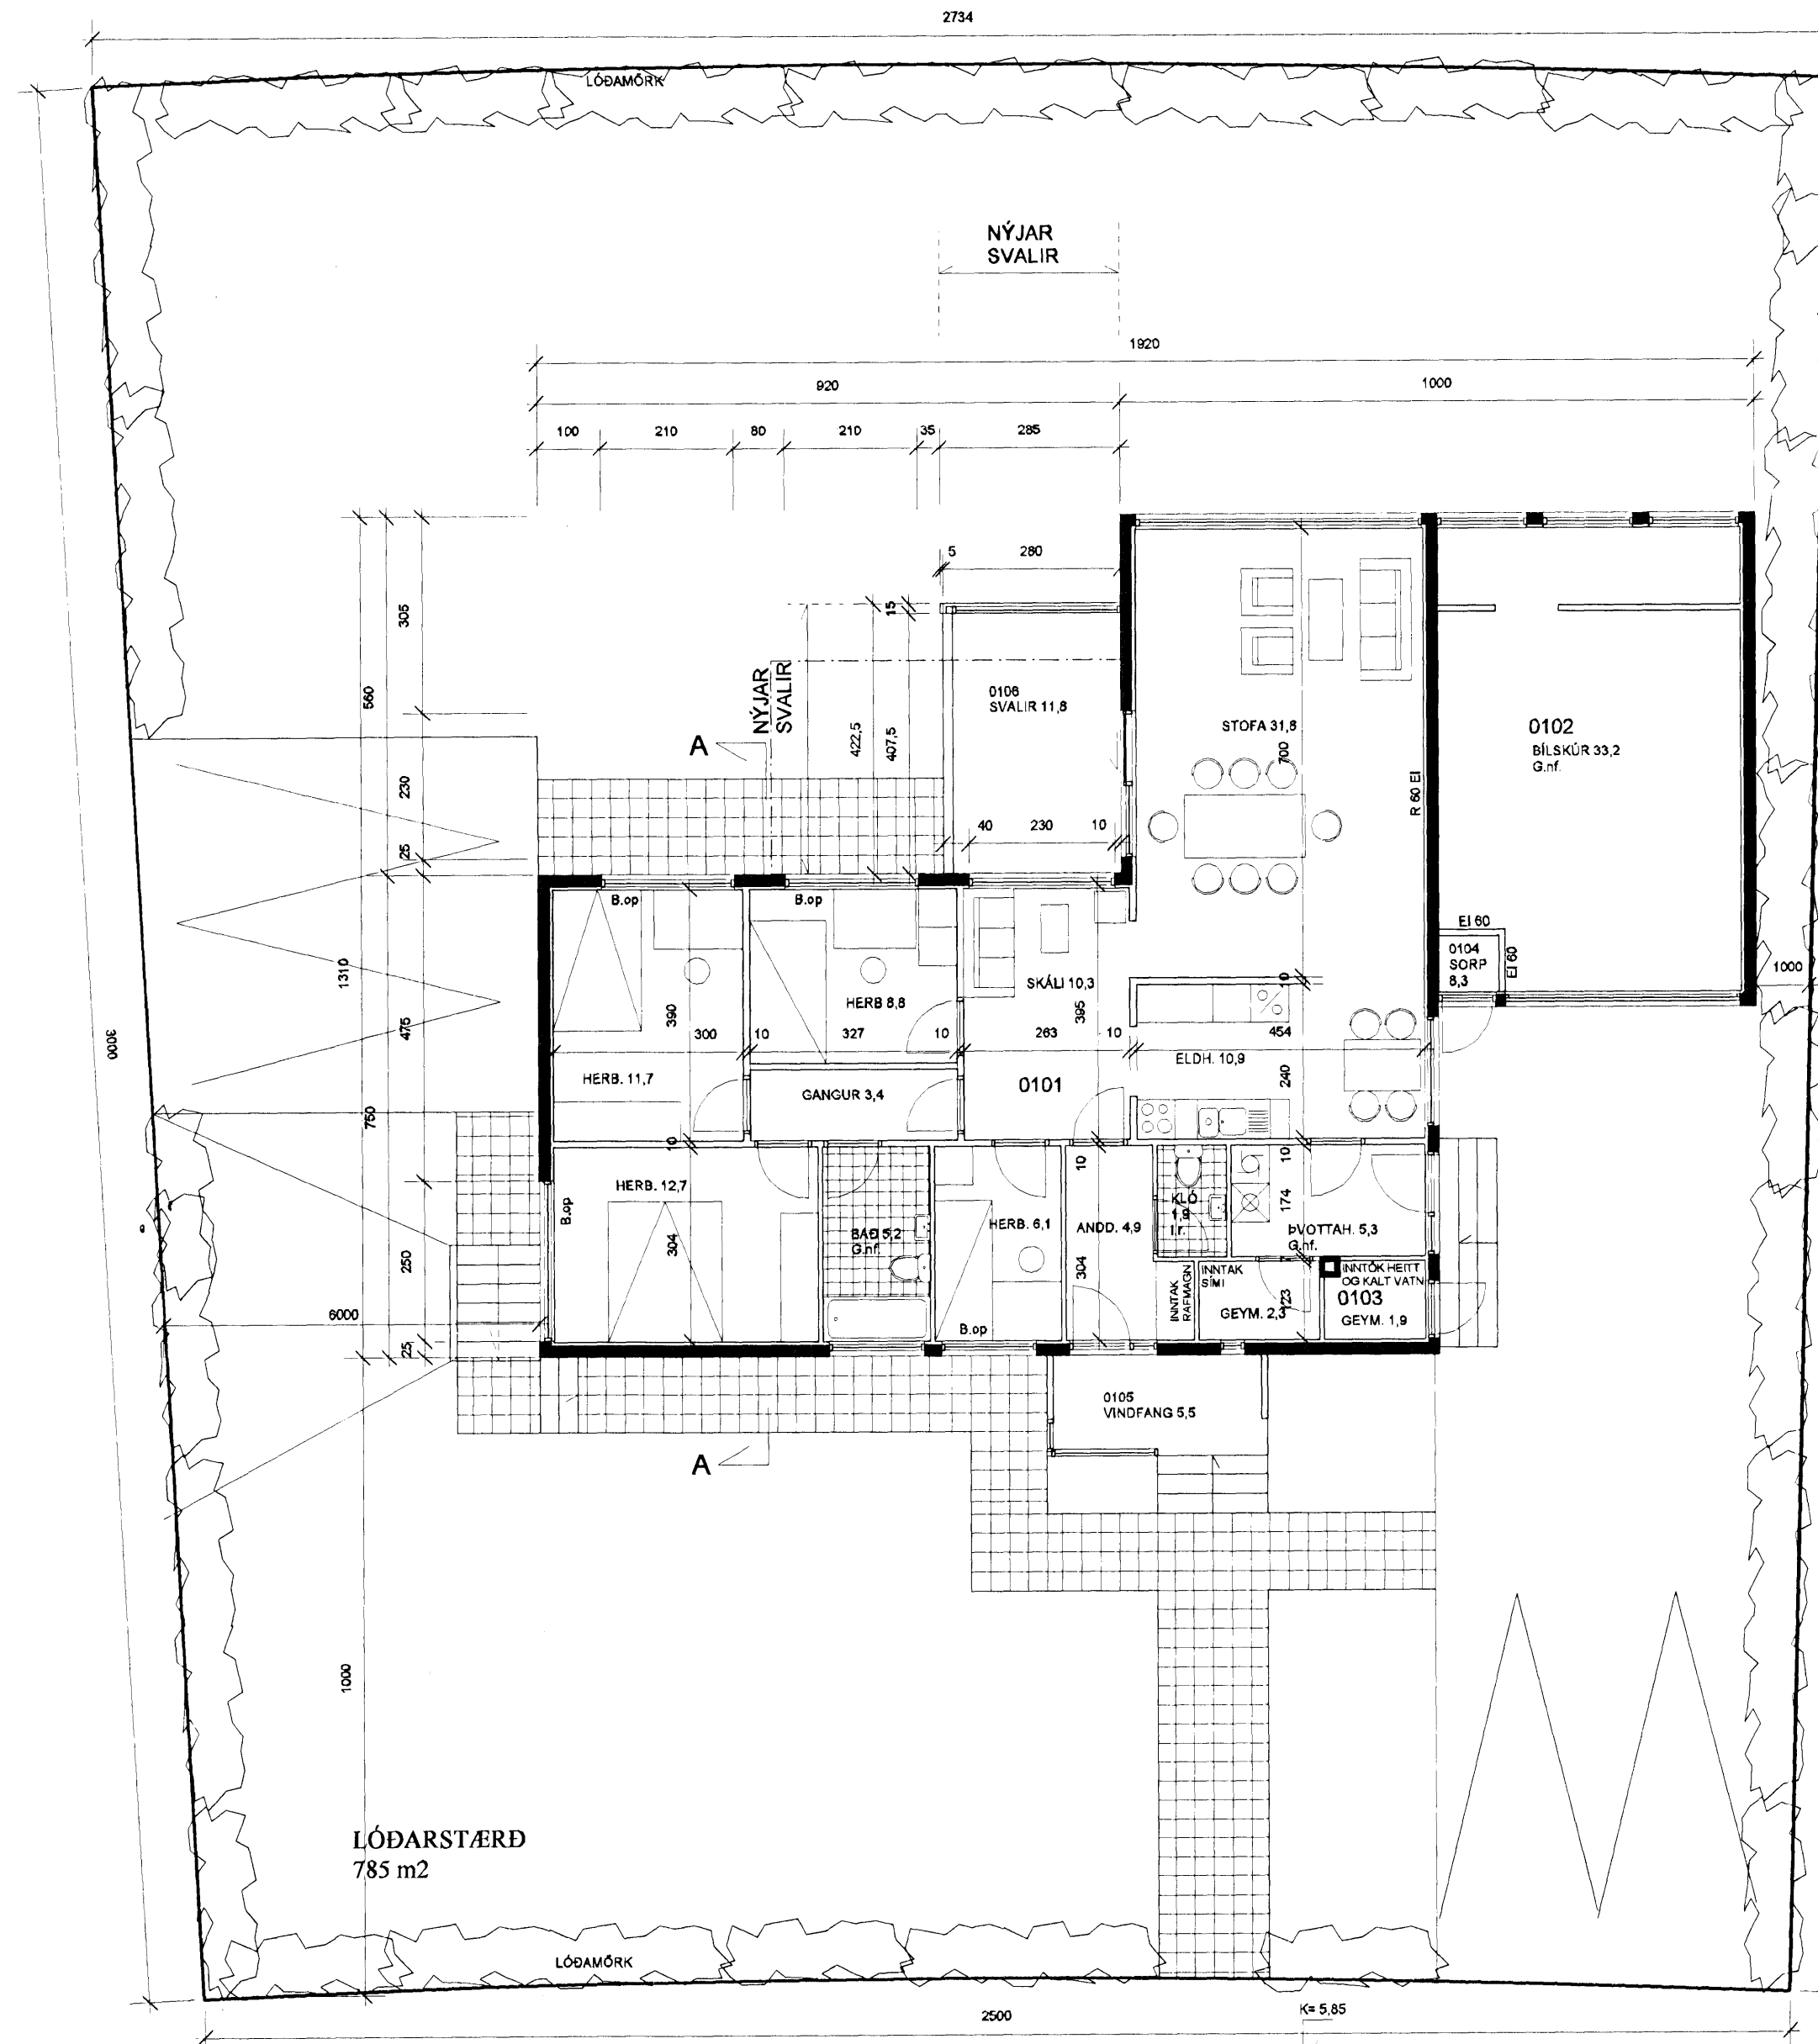 2734
LÓÐAMÖRK
NÝJAR
SVALIR
1920
920
1000
100
210
80
210
35
285
5
280
15
305
560
NÝJAR
SVALIR
0106
SVALIR 11,8
STOFA 31,8
700
0102
BÍLSKÚR 33,2
G.nf.
A
422,5
407,5
230
R 60 EI
25
40
230
10
B.op
B.op
EI 60
0104
SORP
8,3
EI 60
1000
1310
SKÁLI 10,3
10
HERB 8,8
390
395
475
300
10
327
10
263
10
454
3000
ELDH. 10,9
240
HERB. 11,7
GANGUR 3,4
0101
750
10
10
10
HERB. 12,7
B.op
304
BAÐ 5,2
G.nf.
HERB. 6,1
ANDD. 4,9
KLÓ
1,9
l.r.
174
ÞVOTTAH. 5,3
G.nf.
250
304
7
INNTAK
SÍMI
INNTÖK HEITT
OG KALT VATN
INNTAK
RAFMAGN
123
0103
6000
GEYM. 2,3
GEYM. 1,9
B.op
25
0105
VINDFANG 5,5
A
1000
LÓÐARSTÆRÐ
785 m2
LÓÐAMÖRK
2500
K= 5,85